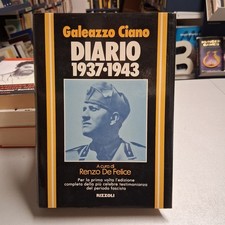 Galeazzo Ciano
DIARIO
1937-1943
A cura di
Renzo De Felice
Per la prima volta l'edizione
completa della più celebre testimonianza
del periodo fascista
RIZZOLI